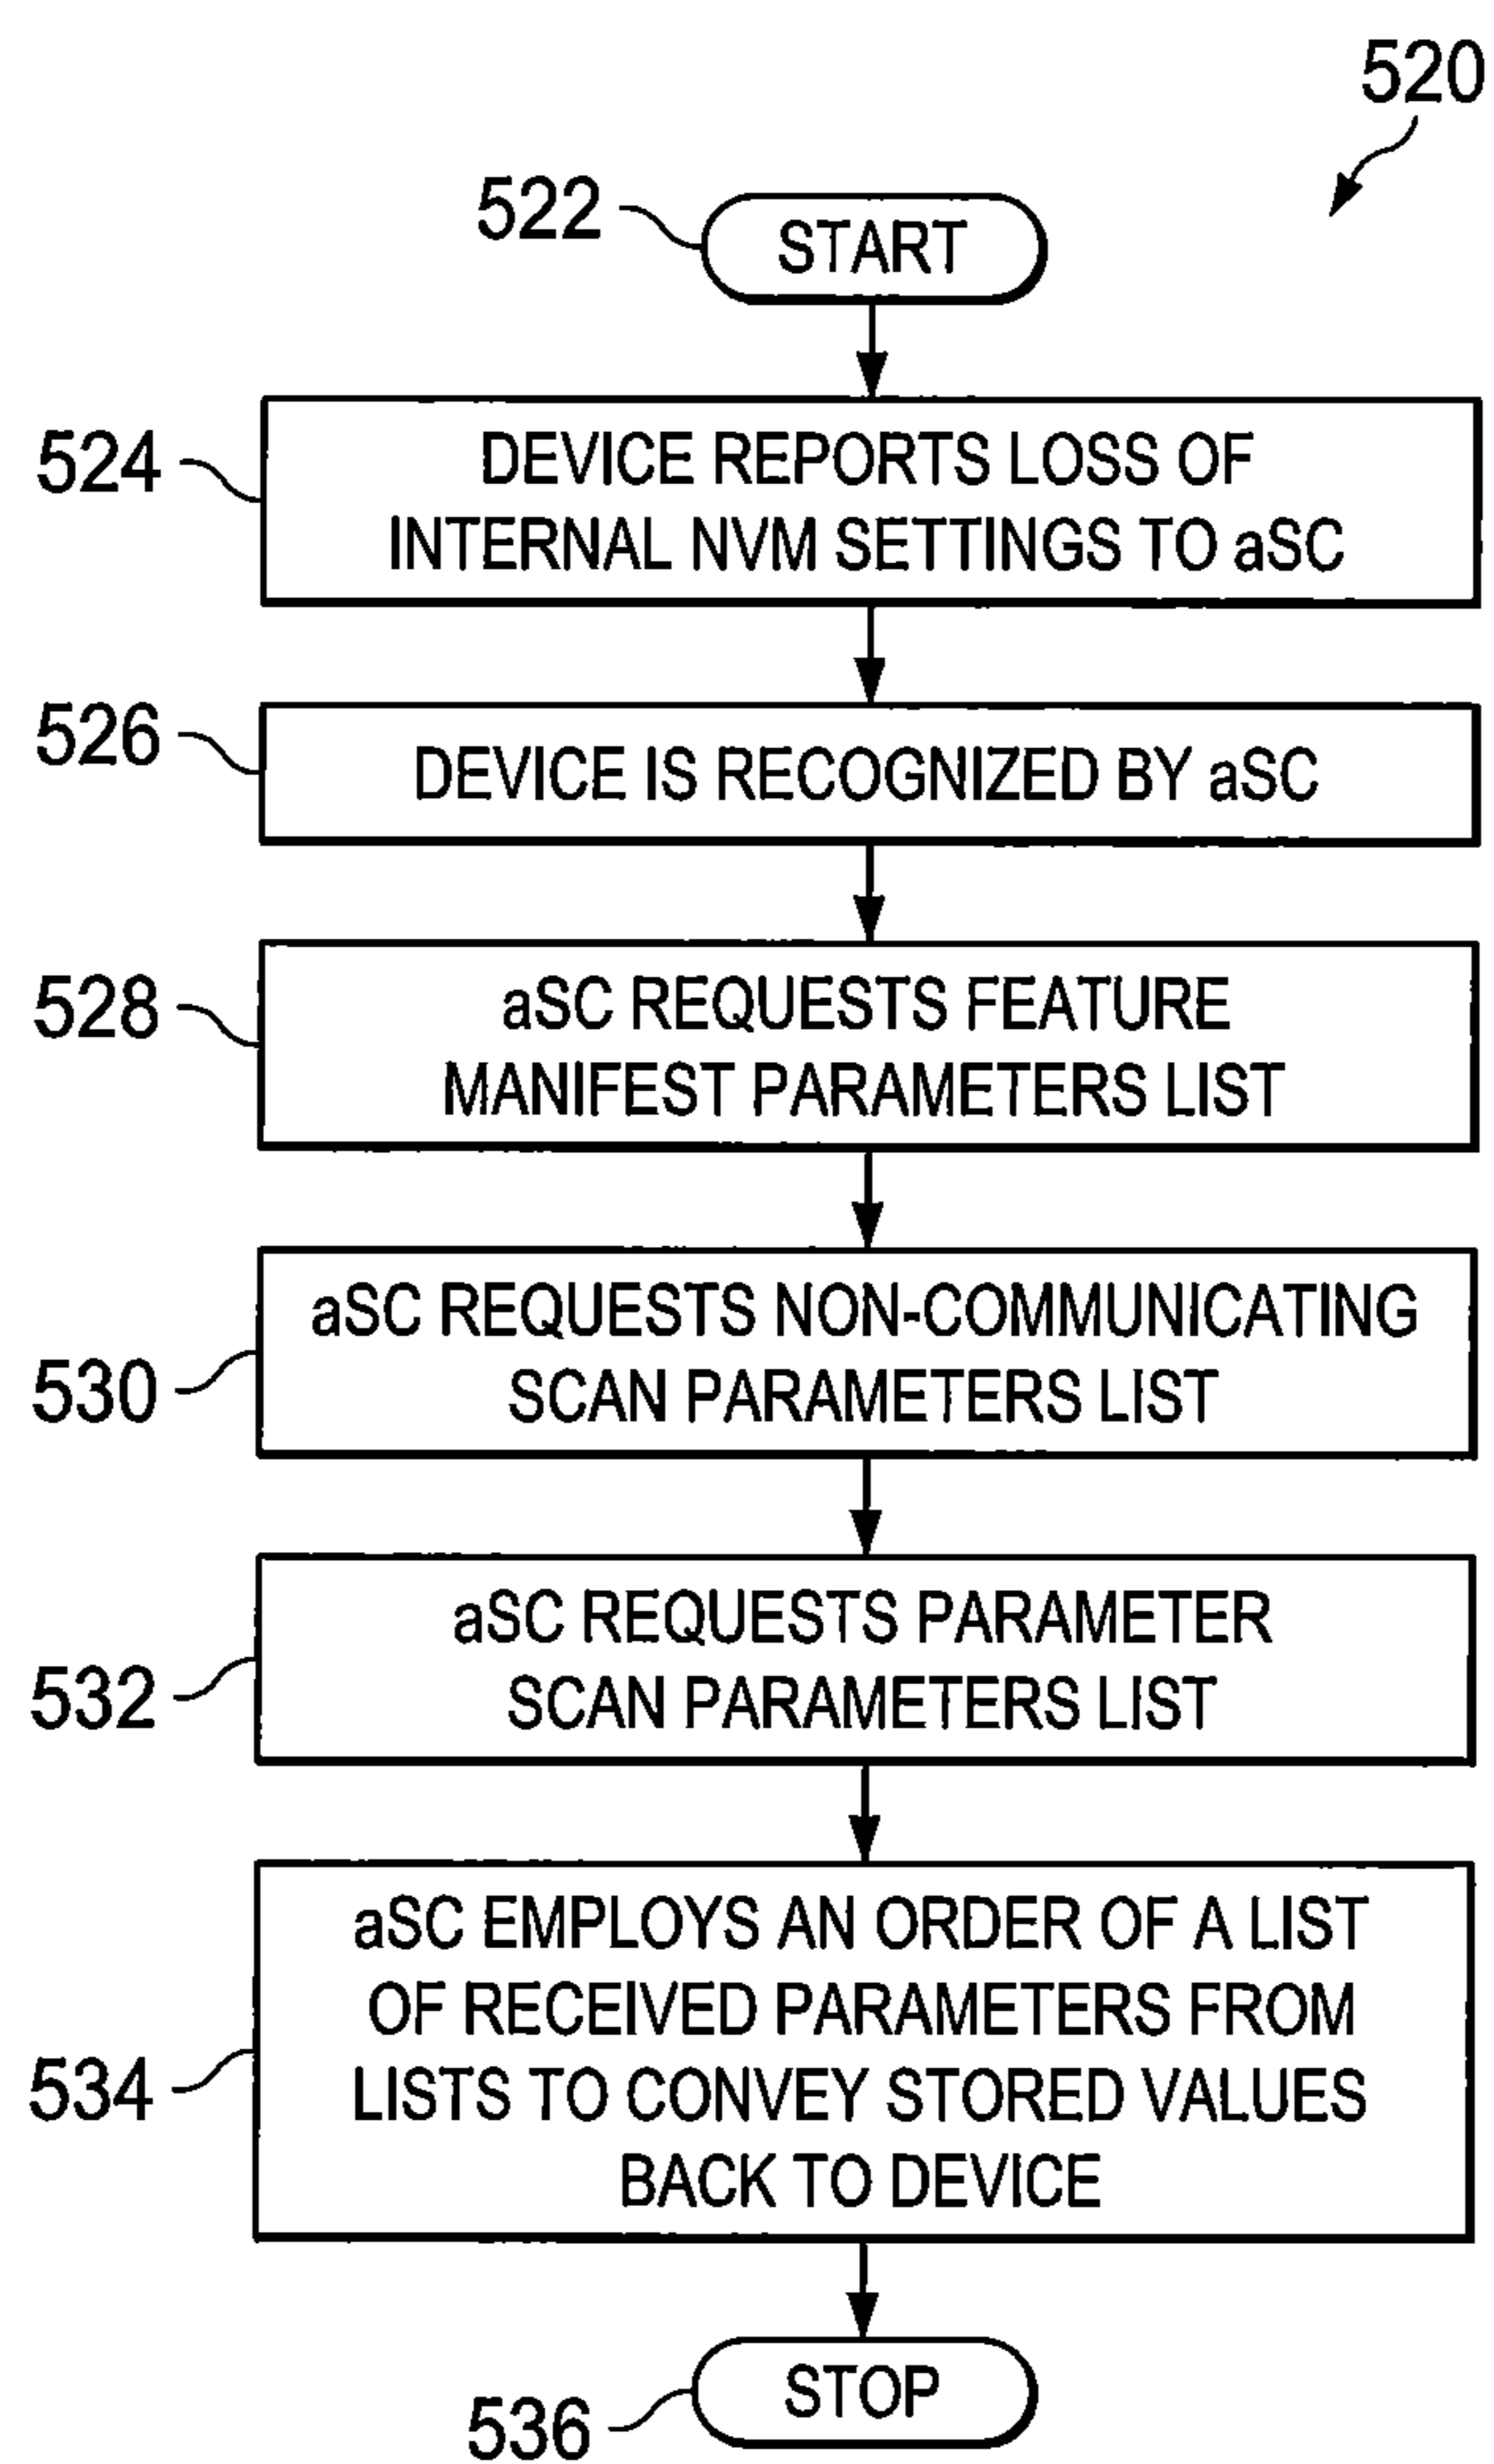 520
522
START
524
DEVICE REPORTS LOSS OF
INTERNAL NVM SETTINGS TO aSC
526
DEVICE IS RECOGNIZED BY aSC
528
aSC REQUESTS FEATURE
MANIFEST PARAMETERS LIST
530
aSC REQUESTS NON-COMMUNICATING
SCAN PARAMETERS LIST
532
aSC REQUESTS PARAMETER
SCAN PARAMETERS LIST
534
aSC EMPLOYS AN ORDER OF A LIST
OF RECEIVED PARAMETERS FROM
LISTS TO CONVEY STORED VALUES
BACK TO DEVICE
536
STOP